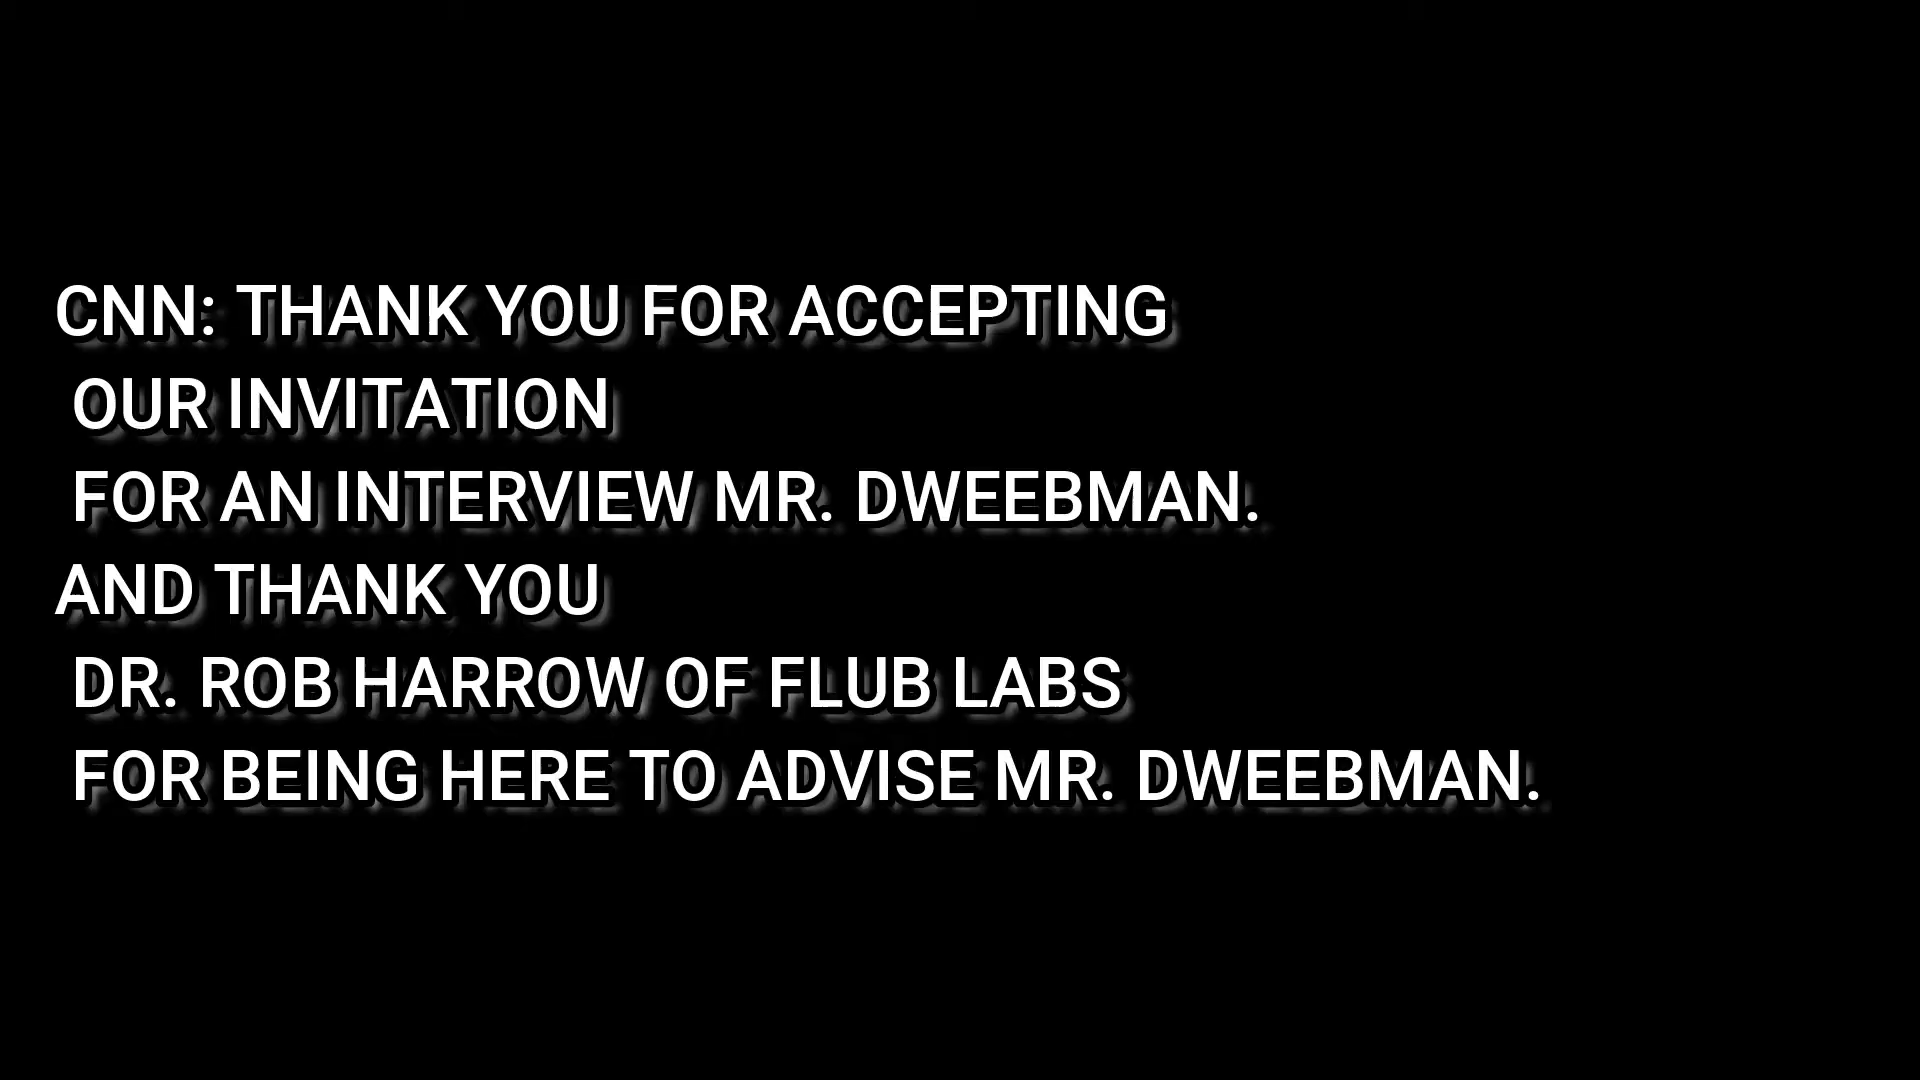 CNN: THANK YOU FOR ACCEPTING
OUR INVITATION
FOR AN INTERVIEW MR. DWEEBMAN.
AND THANK YOU
DR. ROB HARROW OF FLUB LABS
FOR BEING HERE TO ADVISE MR. DWEEBMAN.